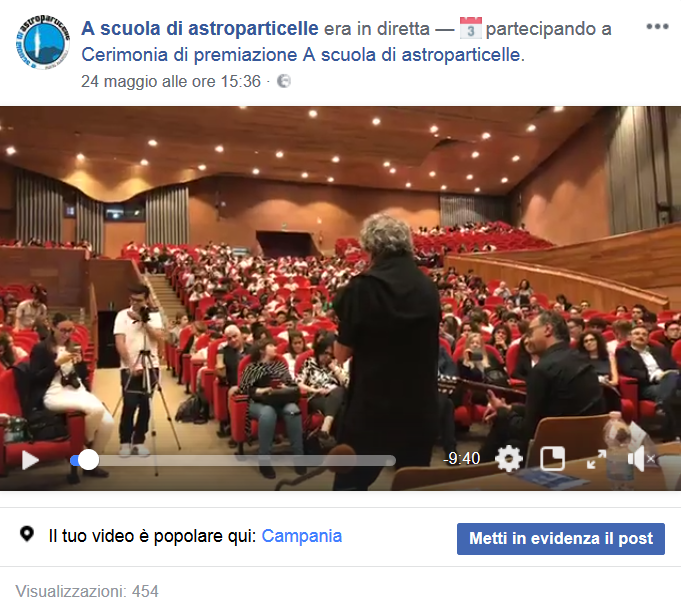 A scuola di astroparticelle era in diretta — 3 partecipando a
Cerimonia di premiazione A scuola di astroparticelle.
24 maggio alle ore 15:36 ·
-9:40
Il tuo video è popolare qui: Campania
Metti in evidenza il post
Visualizzazioni: 454